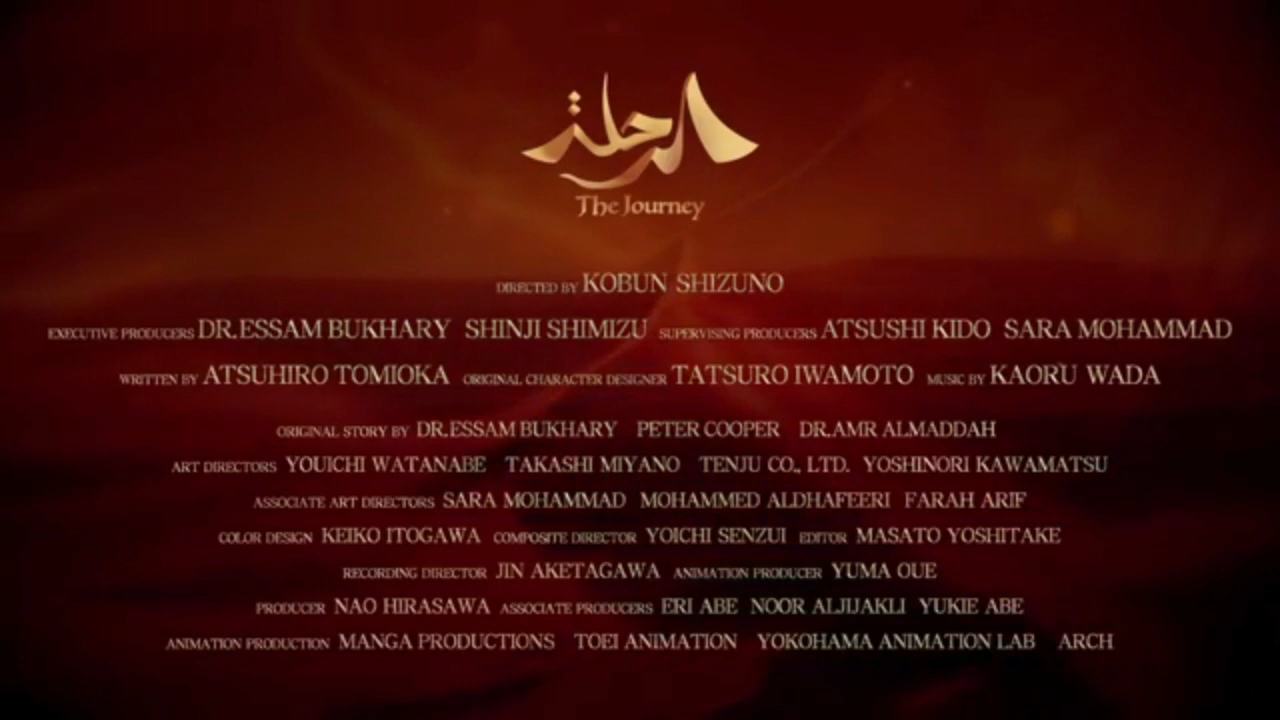 الرحلة
The Journey
DIRECTED BY KOBUN SHIZUNO
EXECUTIVE PRODUCERS DR.ESSAM BUKHARY SHINJI SHIMIZU SUPERVISING PRODUCERS ATSUSHI KIDO SARA MOHAMMAD
WRITTEN BY ATSUHIRO TOMIOKA ORIGINAL CHARACTER DESIGNER TATSURO IWAMOTO MUSIC BY KAORU WADA
ORIGINAL STORY BY DR.ESSAM BUKHARY PETER COOPER DR.AMR ALMADDAH
ART DIRECTORS YOUICHI WATANABE TAKASHI MIYANO TENJU CO., LTD. YOSHINORI KAWAMATSU
ASSOCIATE ART DIRECTORS SARA MOHAMMAD MOHAMMED ALDHAFEERI FARAH ARIF
COLOR DESIGN KEIKO ITOGAWA COMPOSITE DIRECTOR YOICHI SENZUI EDITOR MASATO YOSHITAKE
RECORDING DIRECTOR JIN AKETAGAWA ANIMATION PRODUCER YUMA OUE
PRODUCER NAO HIRASAWA ASSOCIATE PRODUCERS ERI ABE NOOR ALJIJAKLI YUKIE ABE
ANIMATION PRODUCTION MANGA PRODUCTIONS TOEI ANIMATION YOKOHAMA ANIMATION LAB ARCH